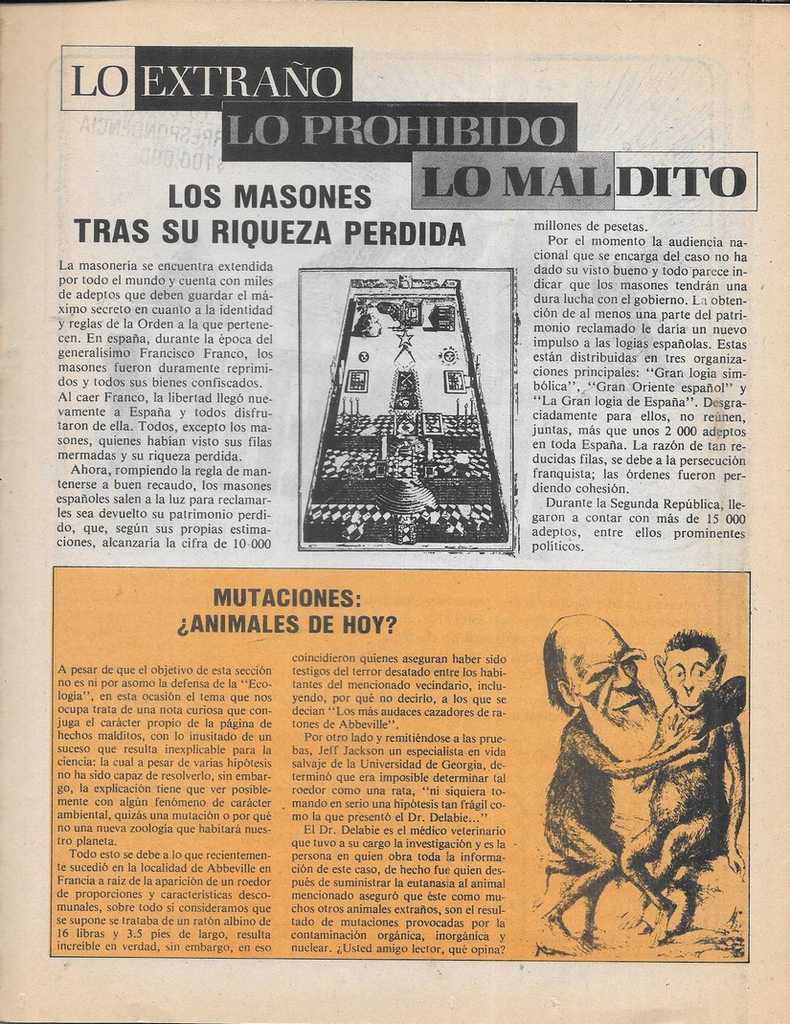 LO EXTRAÑO
LO PROHIBIDO
LO MALDITO
LOS MASONES
TRAS SU RIQUEZA PERDIDA
La masonería se encuentra extendida
por todo el mundo y cuenta con miles
de adeptos que deben guardar el má-
ximo secreto en cuanto a la identidad
y reglas de la Orden a la que pertene-
cen. En españa, durante la época del
generalisimo Francisco Franco, los
masones fueron duramente reprimi-
dos y todos sus bienes confiscados.
Al caer Franco, la libertad llegó nue-
vamente a España y todos disfru-
taron de ella. Todos, excepto los ma-
sones, quienes habían visto sus filas
mermadas y su riqueza perdida.
Ahora, rompiendo la regla de man-
tenerse a buen recaudo, los masones
españoles salen a la luz para reclamar-
les sea devuelto su patrimonio perdi-
do, que, según sus propias estima-
ciones, alcanzaría la cifra de 10 000
millones de pesetas.
Por el momento la audiencia na-
cional que se encarga del caso no ha
dado su visto bueno y todo parece in-
dicar que los masones tendrán una
dura lucha con el gobierno. La obten-
ción de al menos una parte del patri-
monio reclamado le daría un nuevo
impulso a las logias españolas. Estas
están distribuidas en tres organiza-
ciones principales: "Gran logia sim-
bólica", "Gran Oriente español" y
"La Gran logia de España". Desgra-
ciadamente para ellos, no reúnen,
juntas, más que unos 2 000 adeptos
en toda España. La razón de tan re-
ducidas filas, se debe a la persecución
franquista; las órdenes fueron per-
diendo cohesión.
Durante la Segunda República, lle-
garon a contar con más de 15 000
adeptos, entre ellos prominentes
políticos.
MUTACIONES:
¿ANIMALES DE HOY?
A pesar de que el objetivo de esta sección
no es ni por asomo la defensa de la "Eco-
logía", en esta ocasión el tema que nos
ocupa trata de una nota curiosa que con-
juga el carácter propio de la página de
hechos malditos, con lo inusitado de un
suceso que resulta inexplicable para la
ciencia; la cual a pesar de varias hipótesis
no ha sido capaz de resolverlo, sin embar-
go, la explicación tiene que ver posible-
mente con algún fenómeno de carácter
ambiental, quizás una mutación o por qué
no una nueva zoología que habitará nues-
tro planeta.
Todo esto se debe a lo que recientemen-
te sucedió en la localidad de Abbeville en
Francia a raíz de la aparición de un roedor
de proporciones y características desco-
munales, sobre todo si consideramos que
se supone se trataba de un ratón albino de
16 libras y 3.5 pies de largo, resulta
increíble en verdad, sin embargo, en eso
coincidieron quienes aseguran haber sido
testigos del terror desatado entre los habi-
tantes del mencionado vecindario, inclu-
yendo, por qué no decirlo, a los que se
decían "Los más audaces cazadores de ra-
tones de Abbeville".
Por otro lado y remitiéndose a las prue-
bas, Jeff Jackson un especialista en vida
salvaje de la Universidad de Georgia, de-
terminó que era imposible determinar tal
roedor como una rata, "ni siquiera to-
mando en serio una hipótesis tan frágil co-
mo la que presentó el Dr. Delabie..."
El Dr. Delabie es el médico veterinario
que tuvo a su cargo la investigación y es la
persona en quien obra toda la informa-
ción de este caso, de hecho fue quien des-
pués de suministrar la eutanasia al animal
mencionado aseguró que éste como mu-
chos otros animales extraños, son el resul-
tado de mutaciones provocadas por la
contaminación orgánica, inorgánica y
nuclear. ¿Usted amigo lector, qué opina?